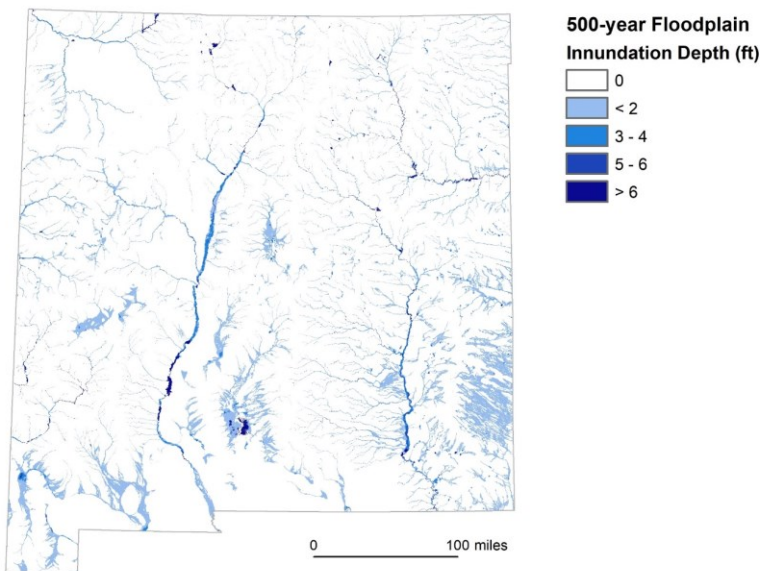 500-year Floodplain
Innundation Depth (ft)
0
< 2
3 - 4
5 - 6
> 6
0 100 miles